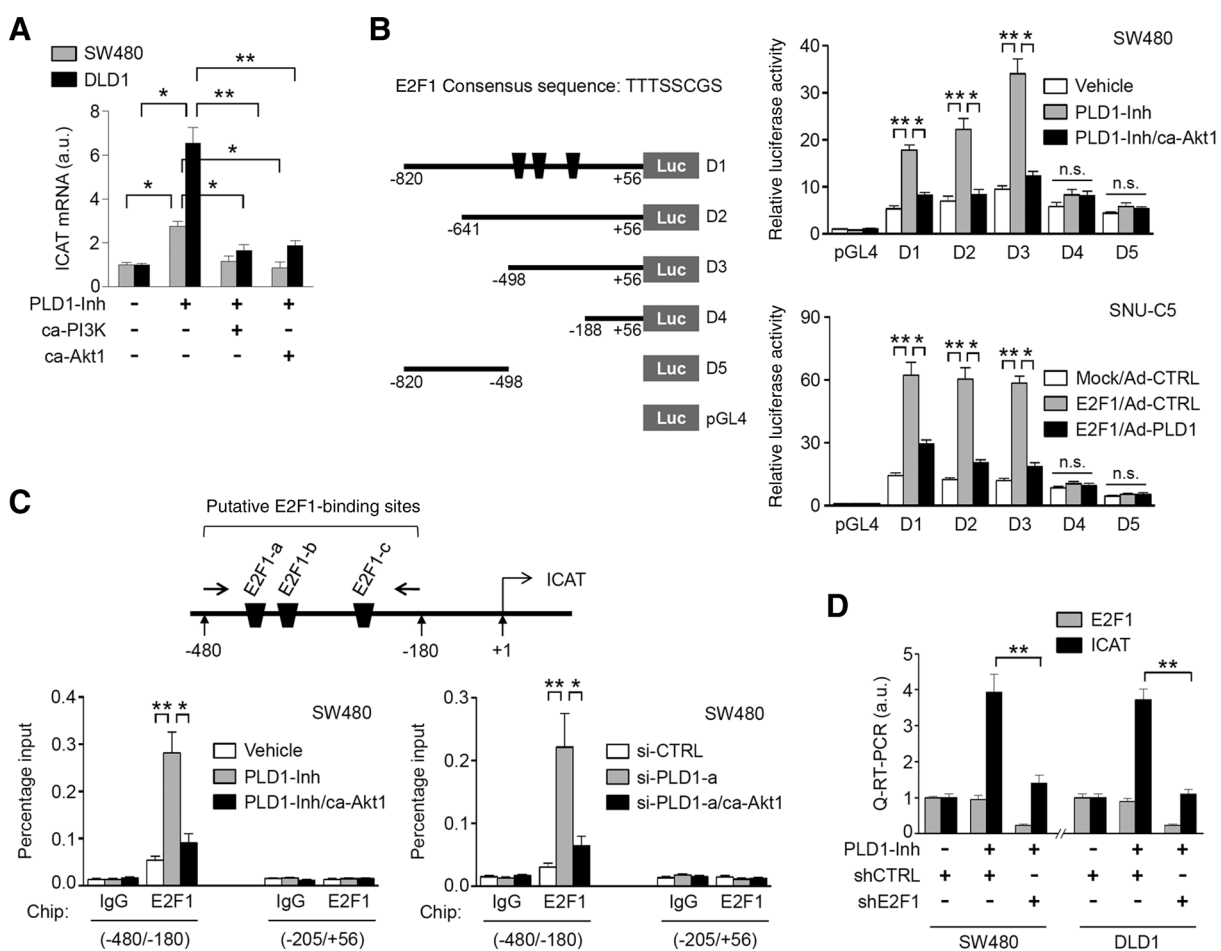 A
SW480
DLD1
**
* **
*
* *
ICAT mRNA (a.u.)
8
6
4
2
0
PLD1-Inh - + + +
ca-PI3K - - + -
ca-Akt1 - - - +
B
E2F1 Consensus sequence: TTTSSCGS
-820 +56 Luc D1
-641 +56 Luc D2
-498 +56 Luc D3
-188 +56 Luc D4
-820 -498 Luc D5
Luc pGL4
SW480
Relative luciferase activity
40
30
20
10
0
Vehicle
PLD1-Inh
PLD1-Inh/ca-Akt1
** * ** * ** * n.s. n.s.
pGL4 D1 D2 D3 D4 D5
SNU-C5
Relative luciferase activity
90
60
30
0
Mock/Ad-CTRL
E2F1/Ad-CTRL
E2F1/Ad-PLD1
** * ** * ** * n.s. n.s.
pGL4 D1 D2 D3 D4 D5
C
Putative E2F1-binding sites
E2F1-a E2F1-b E2F1-c
ICAT
-480 -180 +1
SW480
Percentage input
0.4
0.3
0.2
0.1
0.0
** *
Vehicle
PLD1-Inh
PLD1-Inh/ca-Akt1
IgG E2F1 IgG E2F1
Chip:
(-480/-180) (-205/+56)
SW480
Percentage input
0.3
0.2
0.1
0.0
** *
si-CTRL
si-PLD1-a
si-PLD1-a/ca-Akt1
IgG E2F1 IgG E2F1
Chip:
(-480/-180) (-205/+56)
D
E2F1
ICAT
** **
Q-RT-PCR (a.u.)
5
4
3
2
1
0
PLD1-Inh - + + - + +
shCTRL + + - + + -
shE2F1 - - + - - +
SW480 DLD1